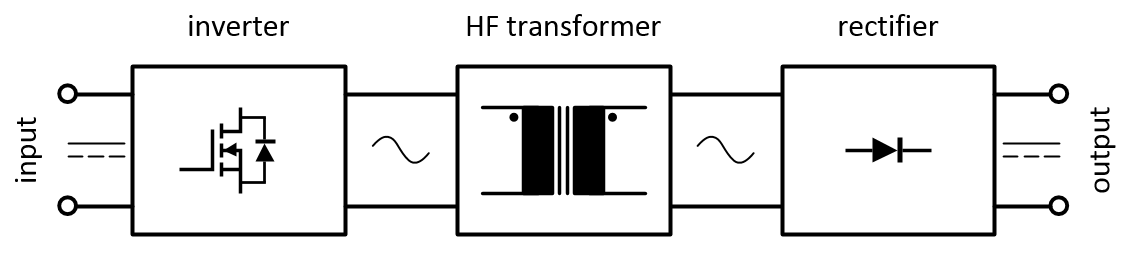 inverter
HF transformer
rectifier
input
output